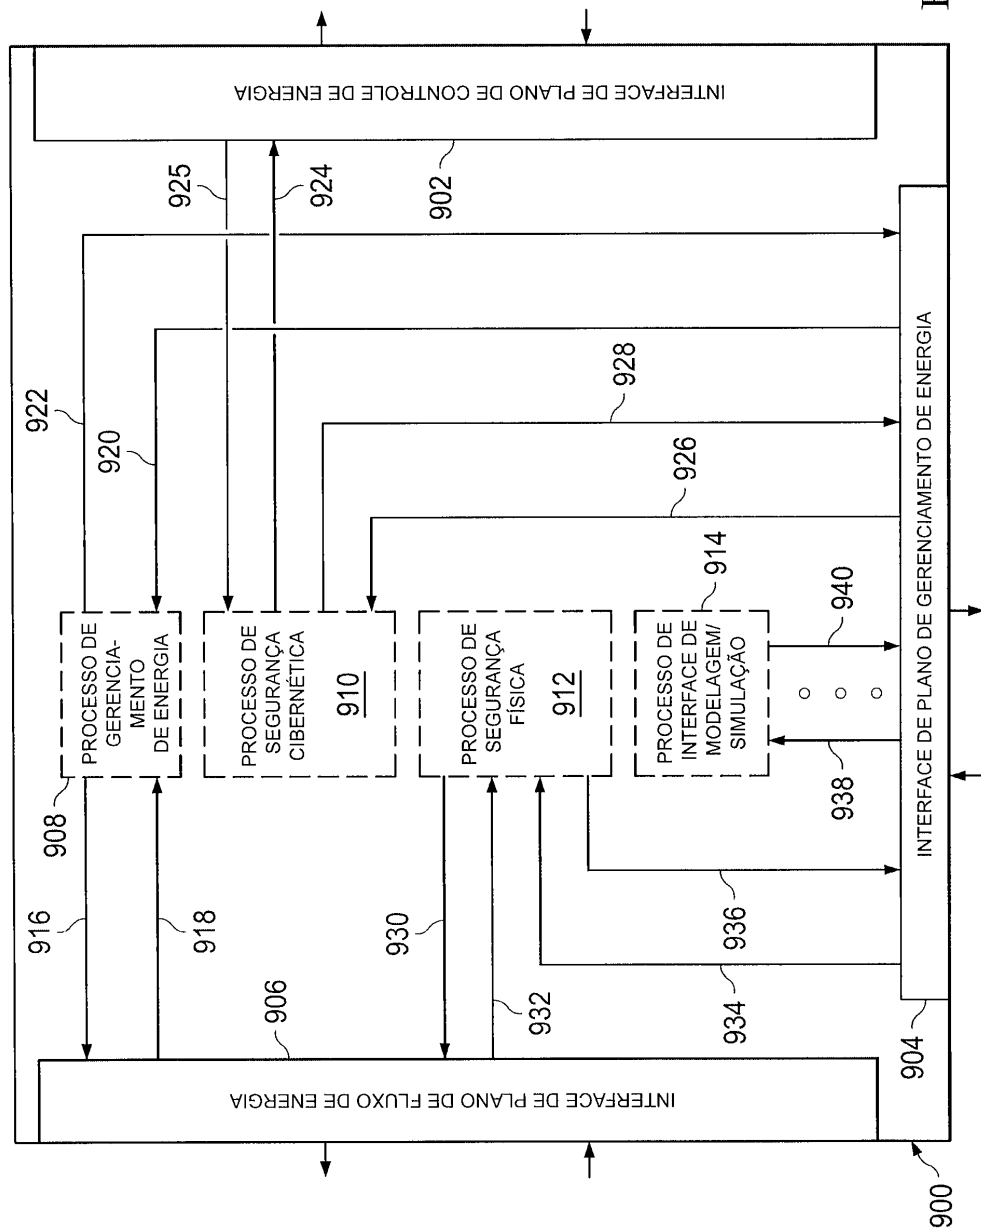 INTERFACE DE PLANO DE FLUXO DE ENERGIA
INTERFACE DE PLANO DE CONTROLE DE ENERGIA
INTERFACE DE PLANO DE GERENCIAMENTO DE ENERGIA
PROCESSO DE
GERENCIA-
MENTO
DE ENERGIA
PROCESSO DE
SEGURANÇA
CIBERNÉTICA
910
PROCESSO DE
SEGURANÇA
FÍSICA
912
PROCESSO DE
INTERFACE DE
MODELAGEM/
SIMULAÇÃO
900
902
904
906
908
914
916
918
920
922
924
925
926
928
930
932
934
936
938
940